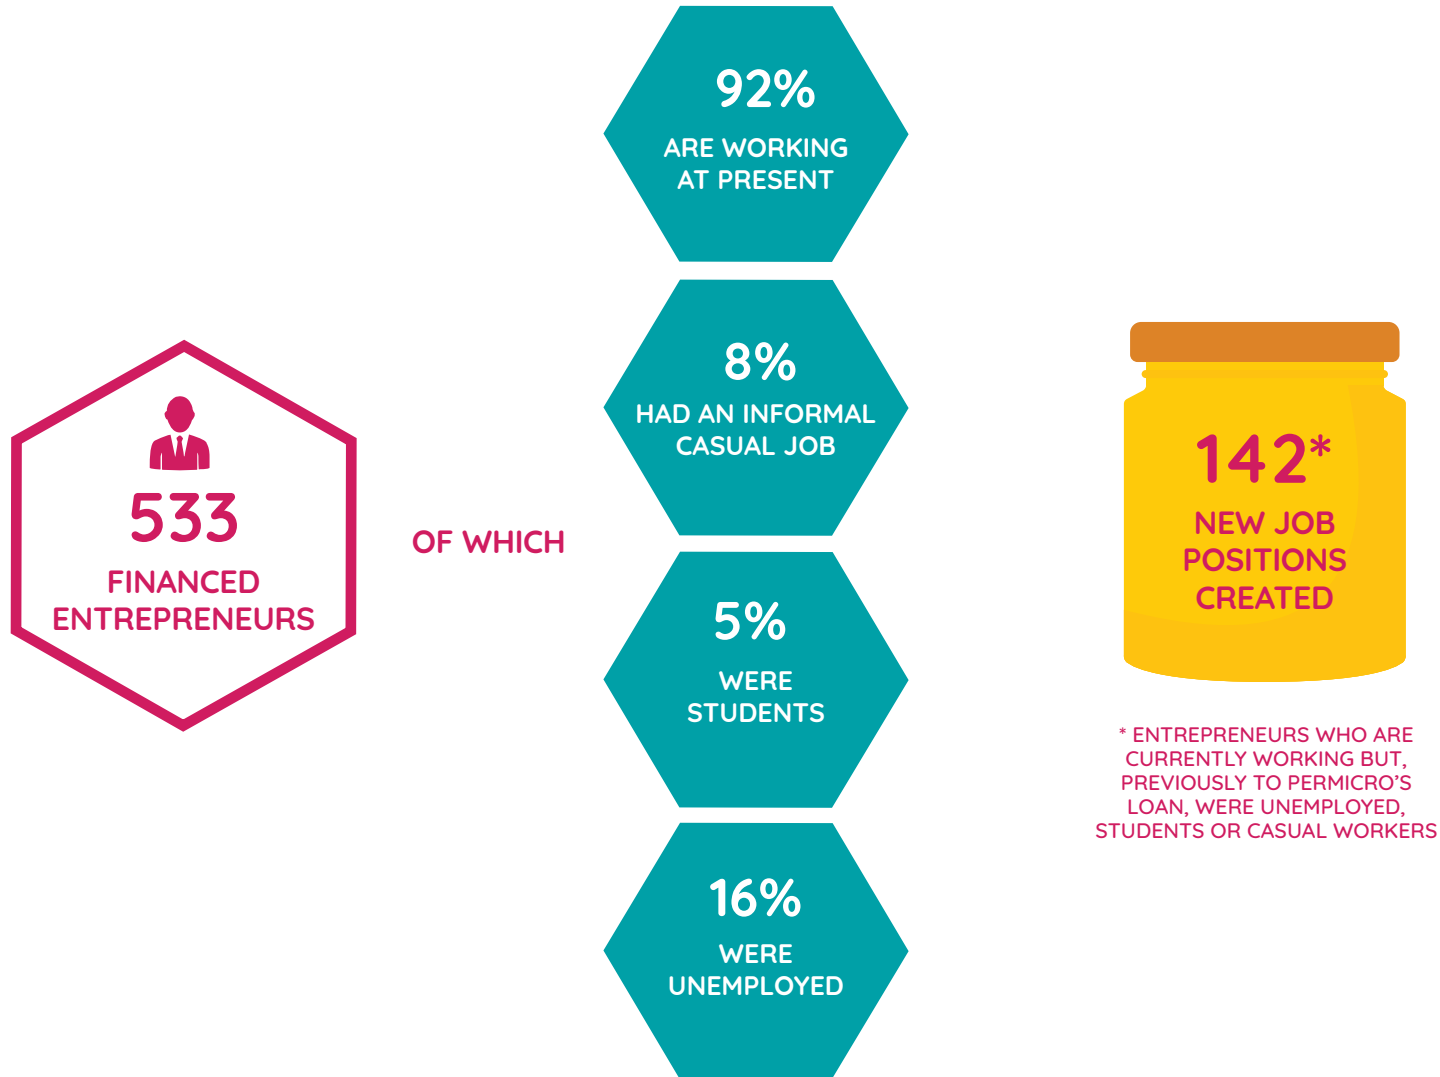 533
FINANCED
ENTREPRENEURS
OF WHICH
92%
ARE WORKING
AT PRESENT
8%
HAD AN INFORMAL
CASUAL JOB
5%
WERE
STUDENTS
16%
WERE
UNEMPLOYED
142*
NEW JOB
POSITIONS
CREATED
* ENTREPRENEURS WHO ARE
CURRENTLY WORKING BUT,
PREVIOUSLY TO PERMICRO’S
LOAN, WERE UNEMPLOYED,
STUDENTS OR CASUAL WORKERS